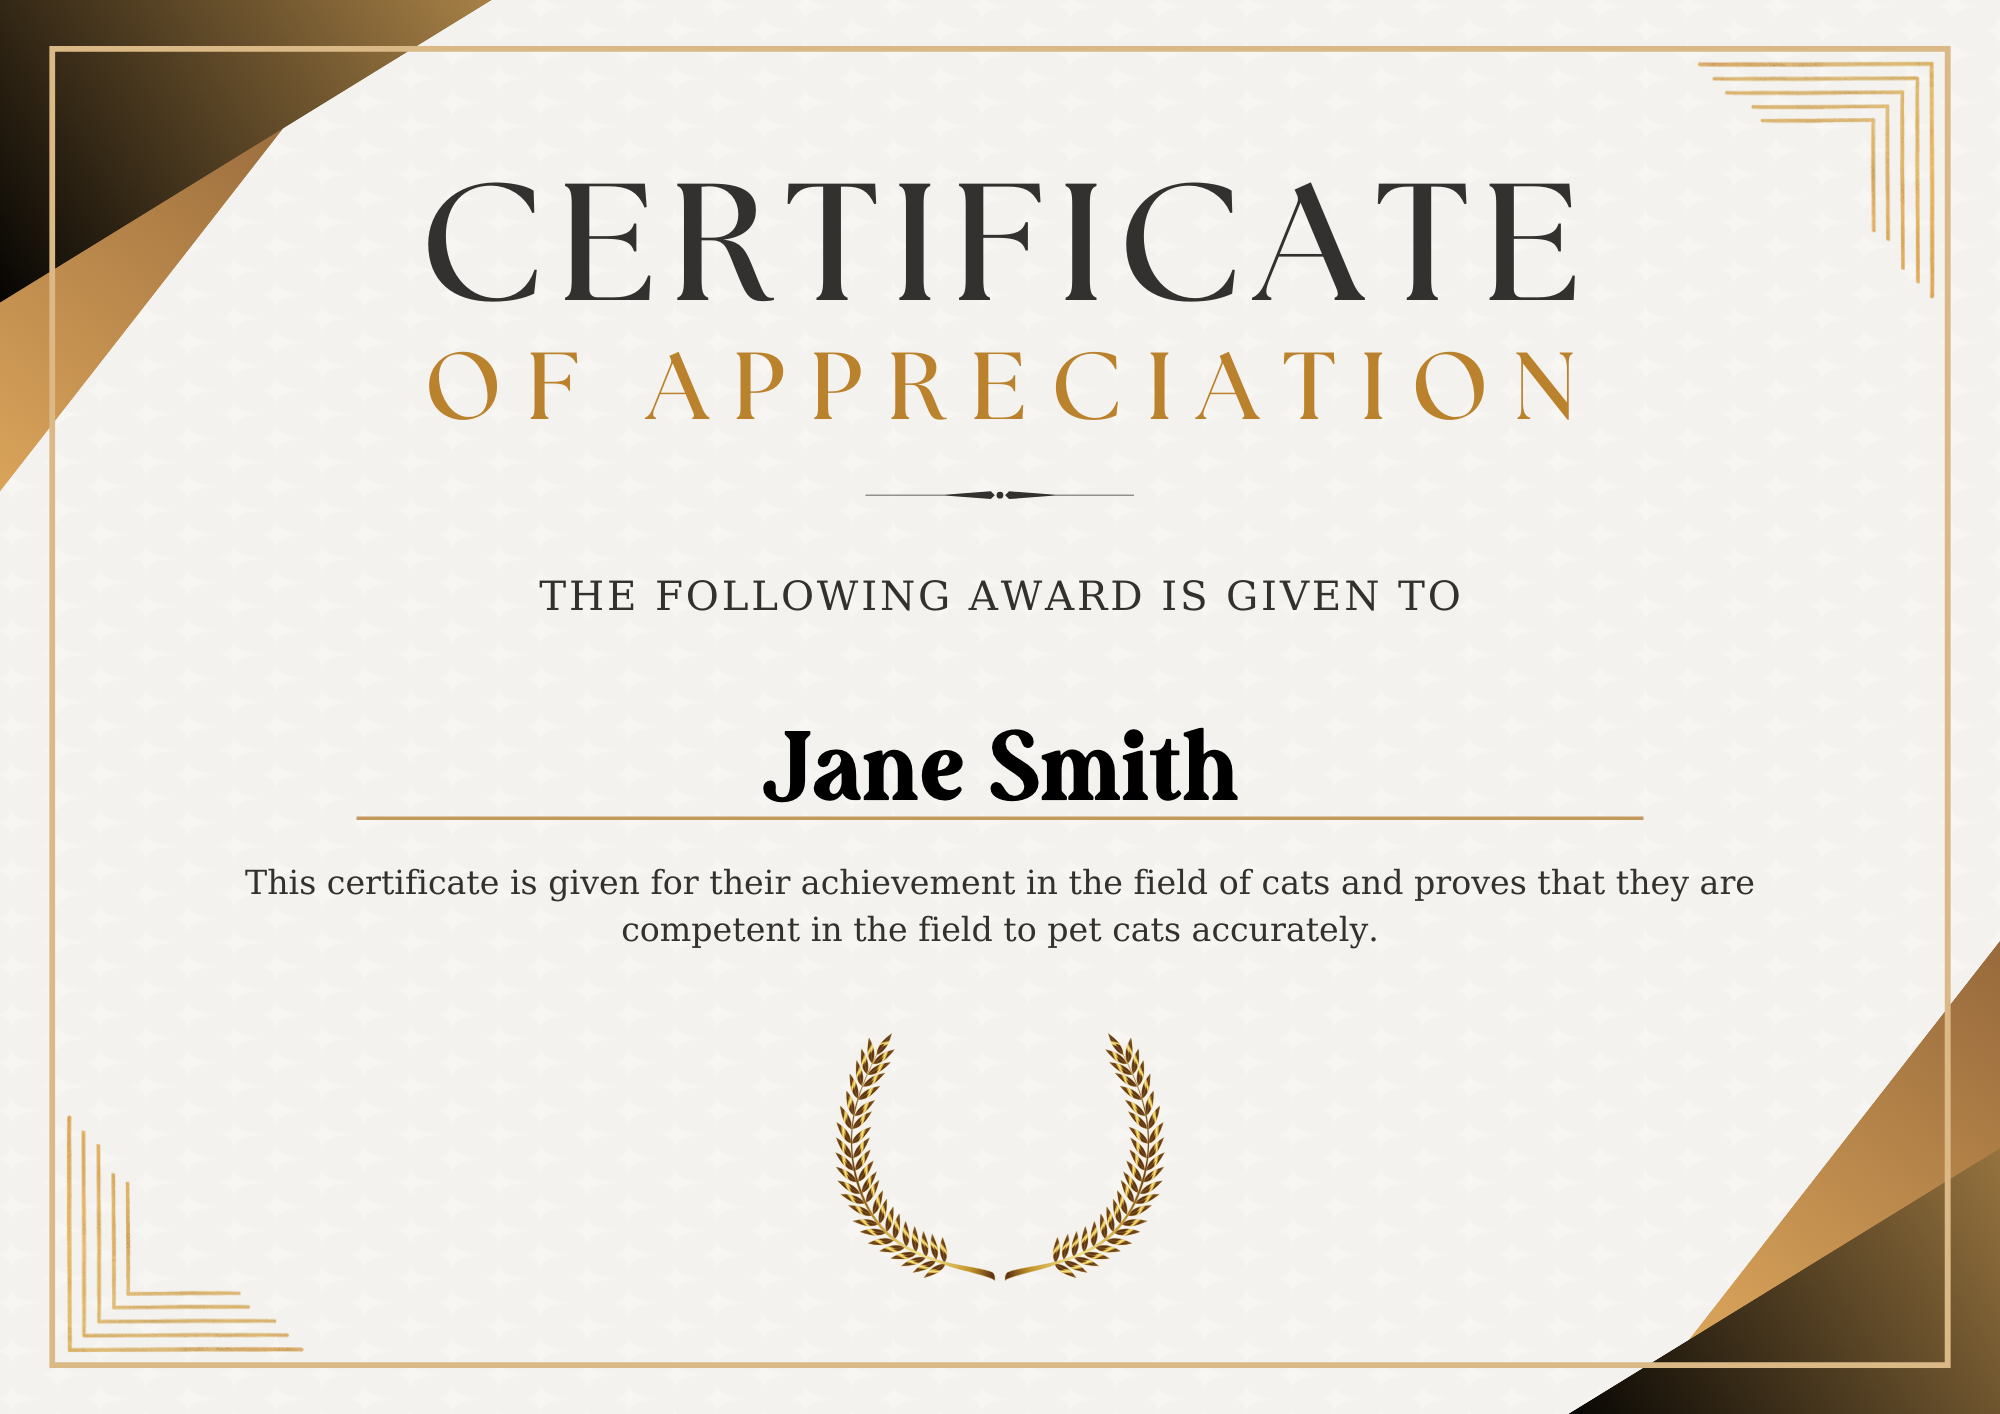 CERTIFICATE
OF APPRECIATION
THE FOLLOWING AWARD IS GIVEN TO
Jane Smith
This certificate is given for their achievement in the field of cats and proves that they are
competent in the field to pet cats accurately.